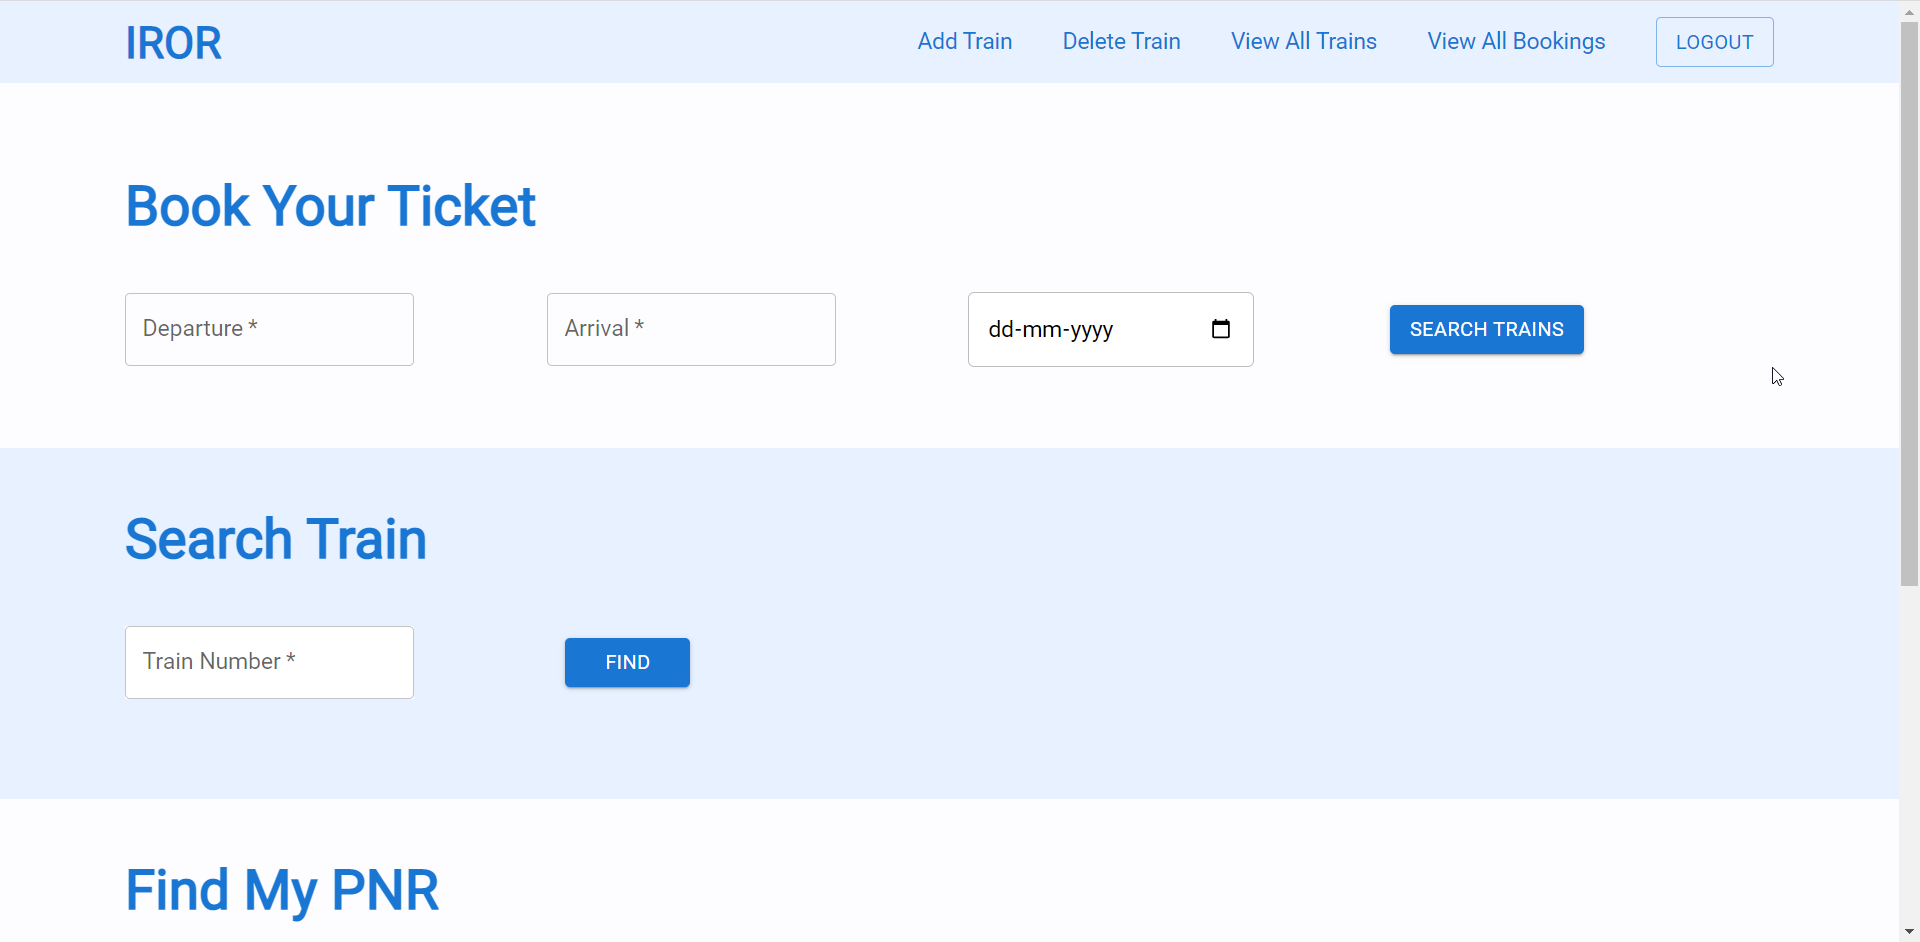 IROR
Add Train Delete Train View All Trains View All Bookings LOGOUT
Book Your Ticket
Departure * Arrival * dd-mm-yyyy SEARCH TRAINS
Search Train
Train Number * FIND
Find My PNR